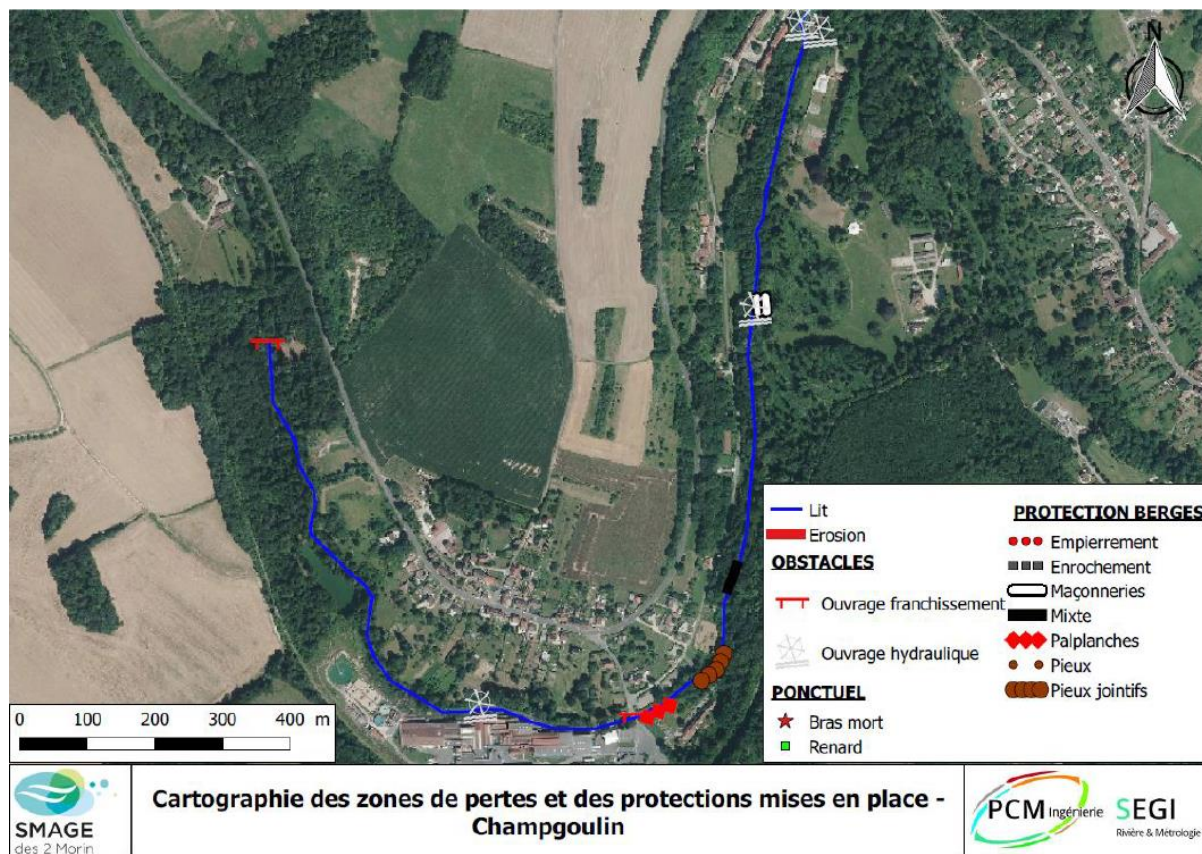 N
Lit
Erosion
OBSTACLES
Ouvrage franchissement
Ouvrage hydraulique
PONCTUEL
Bras mort
Renard
PROTECTION BERGES
Empierrement
Enrochement
Maçonneries
Mixte
Palplanches
Pieux
Pieux jointifs
0 100 200 300 400 m
SMAGE
des 2 Morin
Cartographie des zones de pertes et des protections mises en place -
Champgoulin
PCM Ingénierie
SEGI
Rivière & Métrologie